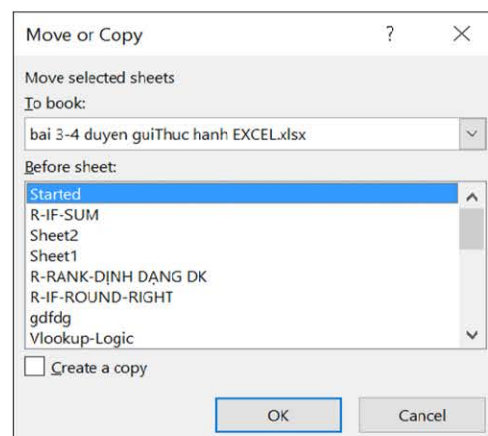 Move or Copy ?
Move selected sheets
To book:
bai 3-4 duyen guiThuc hanh EXCEL.xlsx
Before sheet:
Started
R-IF-SUM
Sheet2
Sheet1
R-RANK-ĐỊNH DẠNG DK
R-IF-ROUND-RIGHT
gdfdg
Vlookup-Logic
Create a copy
OK Cancel